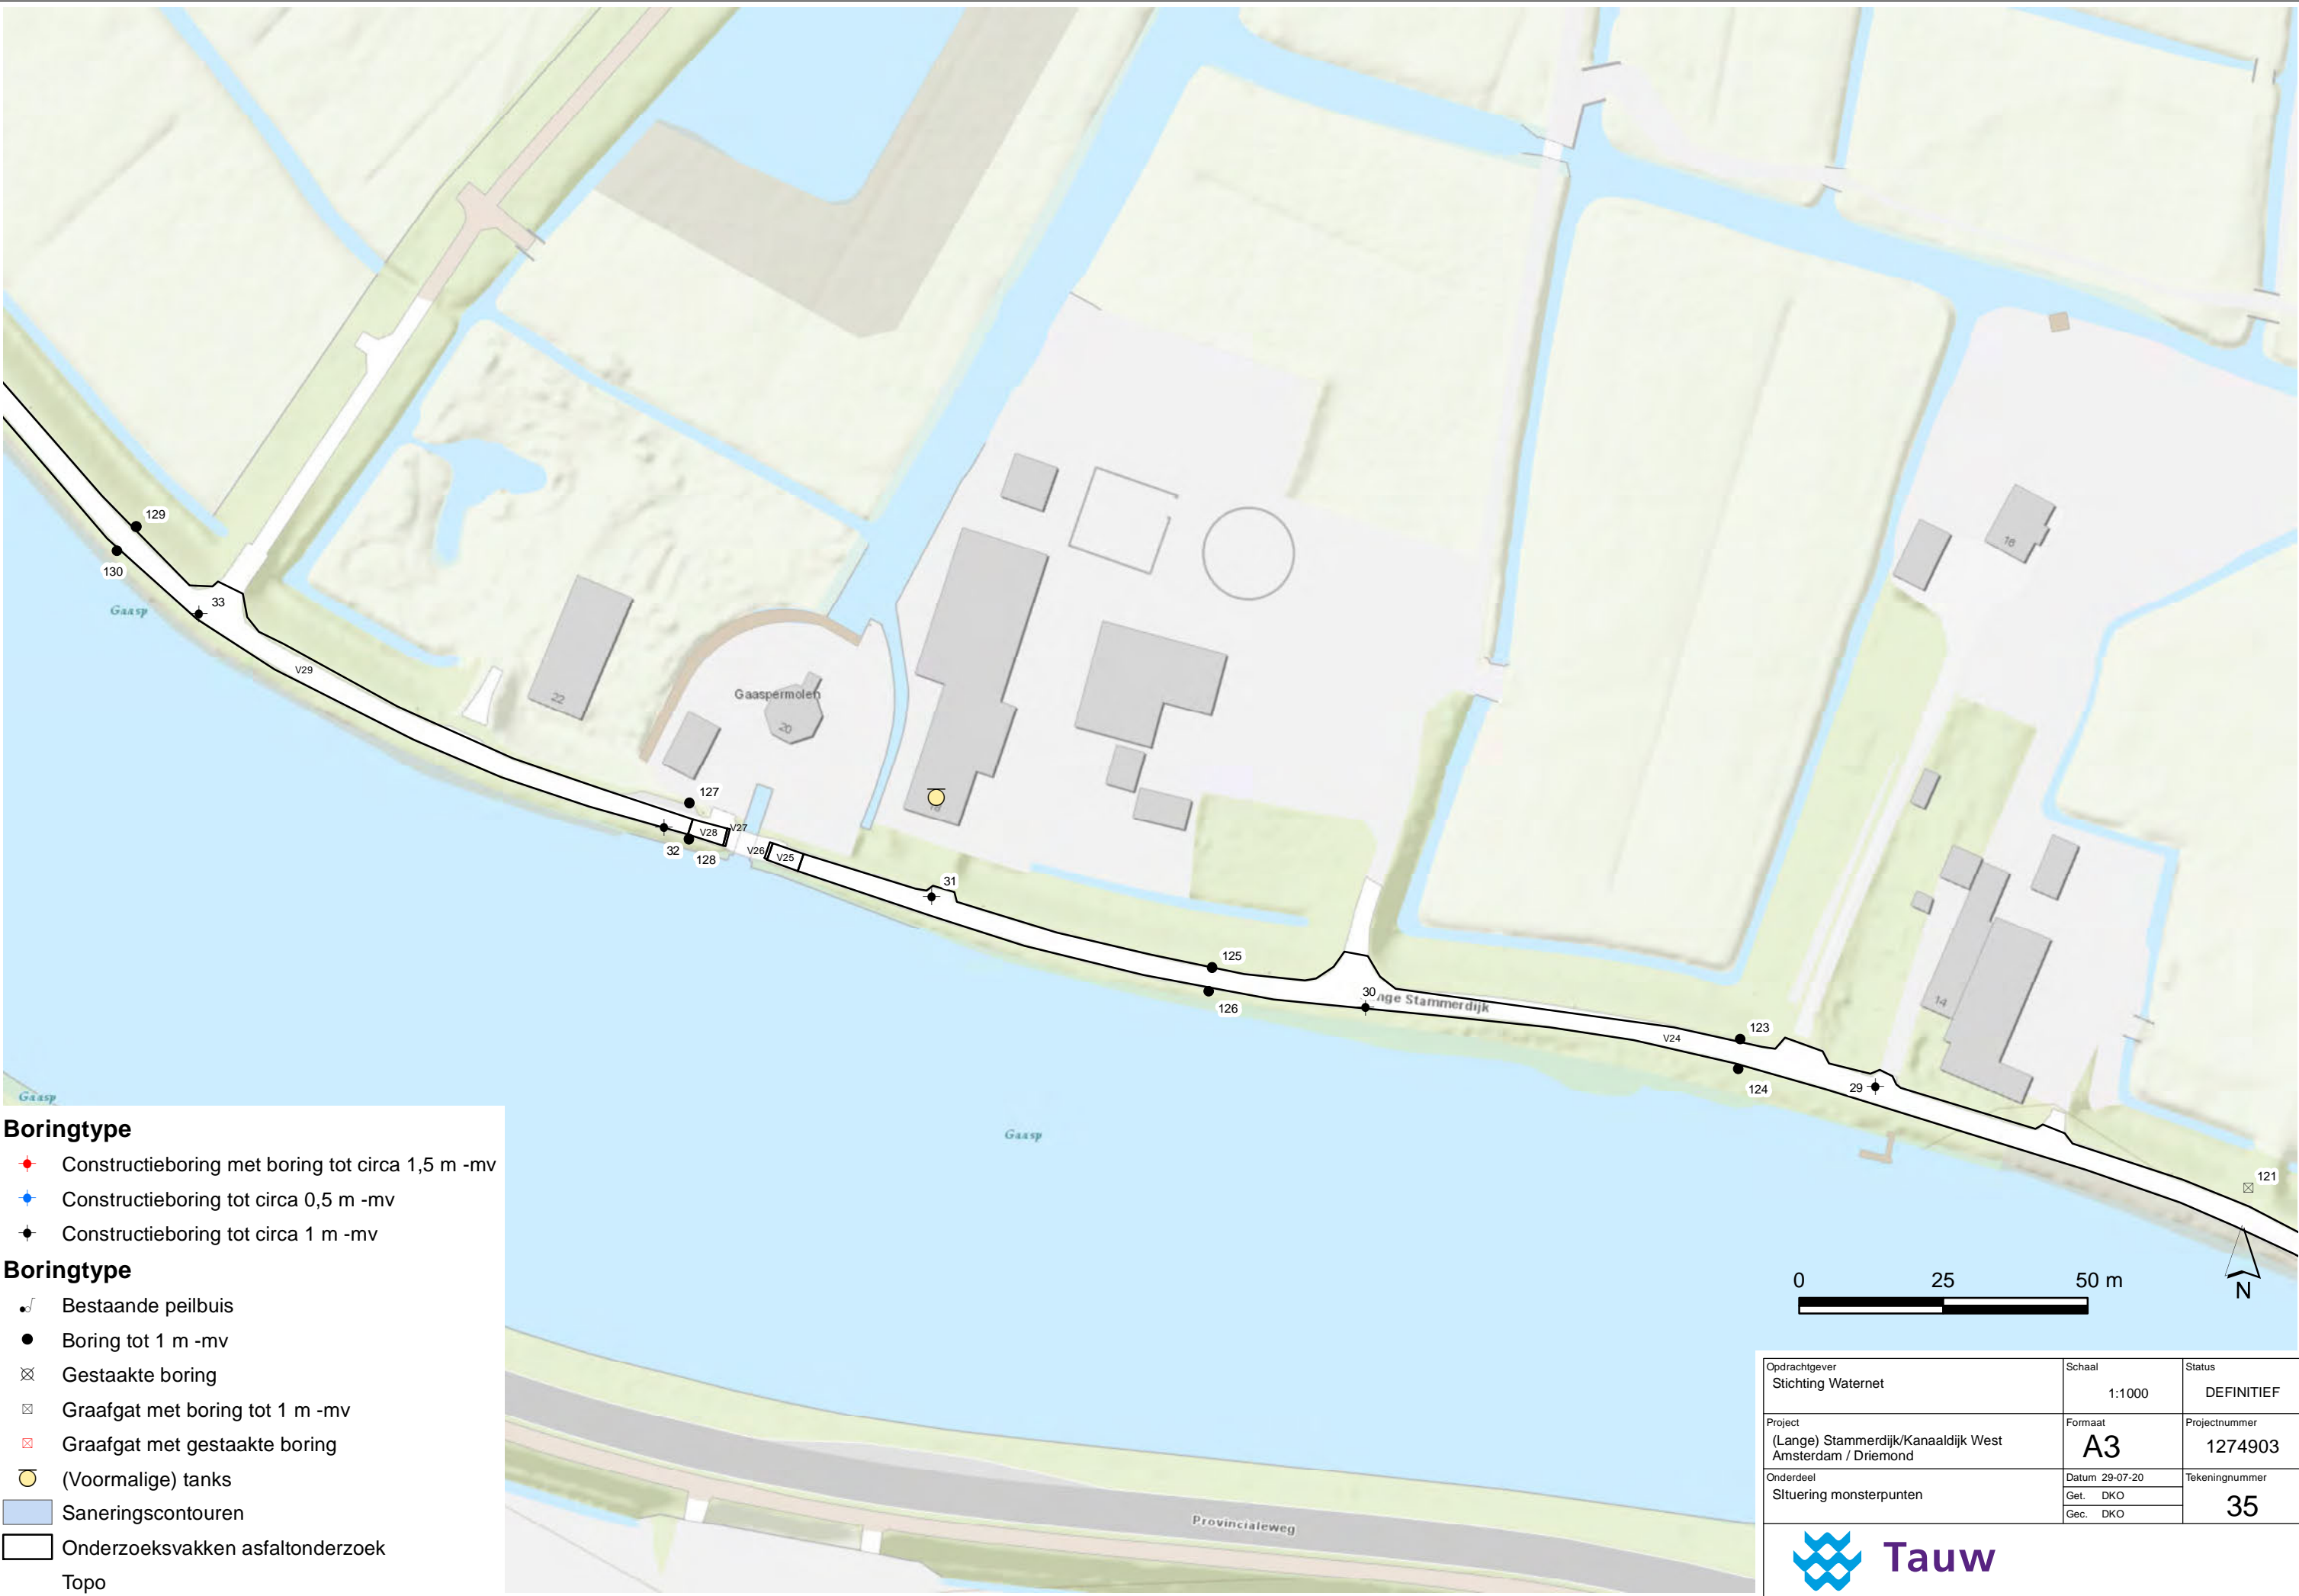 129
130
33
Gaasp
V29
22
Gaaspermolen
20
127
V28
V27
32
128
V26
V25
31
125
126
30
nge Stammerdijk
V24
123
124
29
16
14
121
Gaasp
Gaasp
Boringtype
Constructieboring met boring tot circa 1,5 m -mv
Constructieboring tot circa 0,5 m -mv
Constructieboring tot circa 1 m -mv
Boringtype
Bestaande peilbuis
Boring tot 1 m -mv
Gestaakte boring
Graafgat met boring tot 1 m -mv
Graafgat met gestaakte boring
(Voormalige) tanks
Saneringscontouren
Onderzoeksvakken asfaltonderzoek
Topo
Provincialeweg
0 25 50 m
N
Opdrachtgever
Stichting Waternet
Schaal
1:1000
Status
DEFINITIEF
Project
(Lange) Stammerdijk/Kanaaldijk West
Amsterdam / Driemond
Formaat
A3
Projectnummer
1274903
Onderdeel
SItuering monsterpunten
Datum 29-07-20
Get. DKO
Gec. DKO
Tekeningnummer
35
Tauw